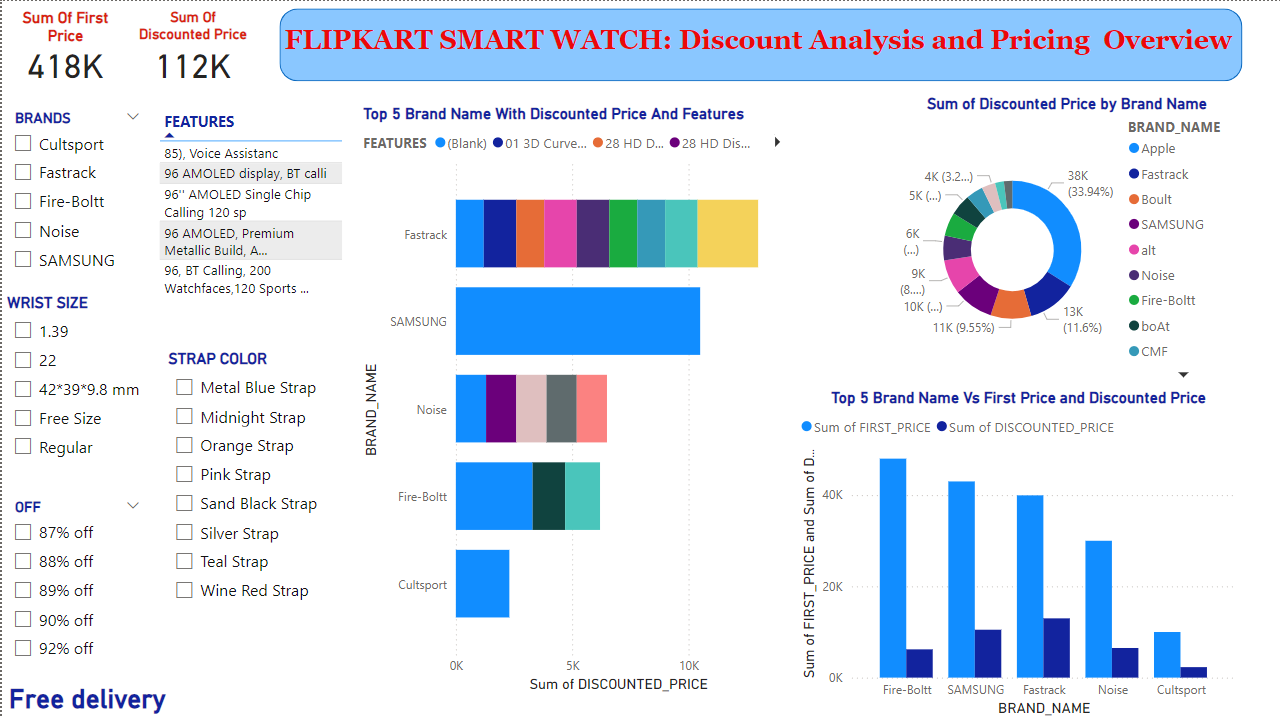 Sum Of First
Price
418K
Sum Of
Discounted Price
112K
FLIPKART SMART WATCH: Discount Analysis and Pricing Overview
BRANDS
Cultsport
Fastrack
Fire-Boltt
Noise
SAMSUNG
WRIST SIZE
1.39
22
42*39*9.8 mm
Free Size
Regular
OFF
87% off
88% off
89% off
90% off
92% off
Free delivery
FEATURES
85), Voice Assistanc
96 AMOLED display, BT calli
96'' AMOLED Single Chip
Calling 120 sp
96 AMOLED, Premium
Metallic Build, A...
96, BT Calling, 200
Watchfaces,120 Sports ...
STRAP COLOR
Metal Blue Strap
Midnight Strap
Orange Strap
Pink Strap
Sand Black Strap
Silver Strap
Teal Strap
Wine Red Strap
Top 5 Brand Name With Discounted Price And Features
FEATURES (Blank) 01 3D Curve... 28 HD D... 28 HD Dis...
BRAND_NAME
Fastrack
SAMSUNG
Noise
Fire-Boltt
Cultsport
0K 5K 10K
Sum of DISCOUNTED_PRICE
Sum of Discounted Price by Brand Name
38K
(33.94%)
13K
(11.6%)
11K (9.55%)
10K (...)
9K
(8....)
6K
(...)
5K (...)
4K (3.2...)
BRAND_NAME
Apple
Fastrack
Boult
SAMSUNG
alt
Noise
Fire-Boltt
boAt
CMF
Top 5 Brand Name Vs First Price and Discounted Price
Sum of FIRST_PRICE Sum of DISCOUNTED_PRICE
Sum of FIRST_PRICE and Sum of D...
40K
20K
0K
Fire-Boltt SAMSUNG Fastrack Noise Cultsport
BRAND_NAME